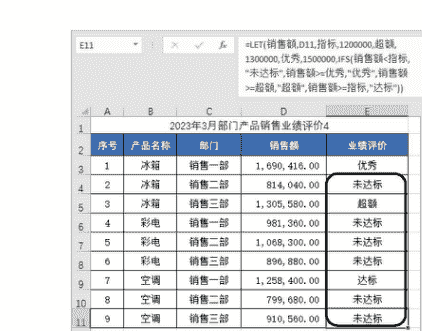 E11
fx
=LET(销售额,D11,指标,1200000,超额,
1300000,优秀,1500000,IFS(销售额<指标,
"未达标",销售额>=优秀,"优秀",销售额
>=超额,"超额",销售额>=指标,"达标"))
A B C D E
1 2023年3月部门产品销售业绩评价4
2 序号 产品名称 部门 销售额 业绩评价
3 1 冰箱 销售一部 1,690,416.00 优秀
4 2 冰箱 销售二部 814,040.00 未达标
5 3 冰箱 销售三部 1,305,580.00 超额
6 4 彩电 销售一部 981,360.00 未达标
7 5 彩电 销售二部 1,068,300.00 未达标
8 6 彩电 销售三部 896,880.00 未达标
9 7 空调 销售一部 1,258,400.00 达标
10 8 空调 销售二部 799,680.00 未达标
11 9 空调 销售三部 910,560.00 未达标